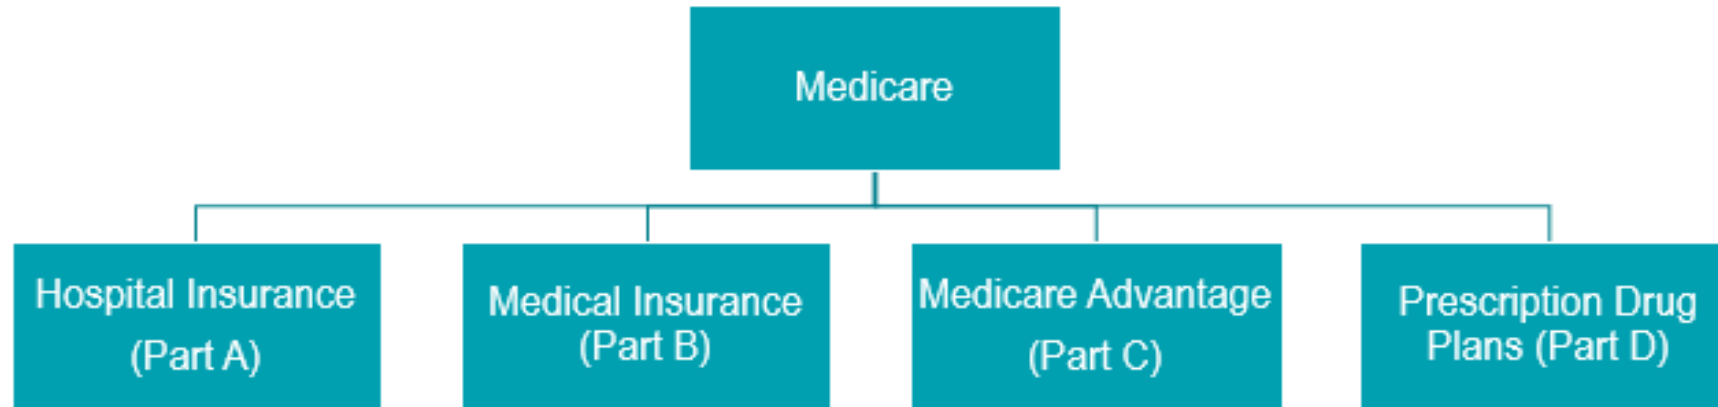 Medicare
Hospital Insurance
(Part A)
Medical Insurance
(Part B)
Medicare Advantage
(Part C)
Prescription Drug
Plans (Part D)